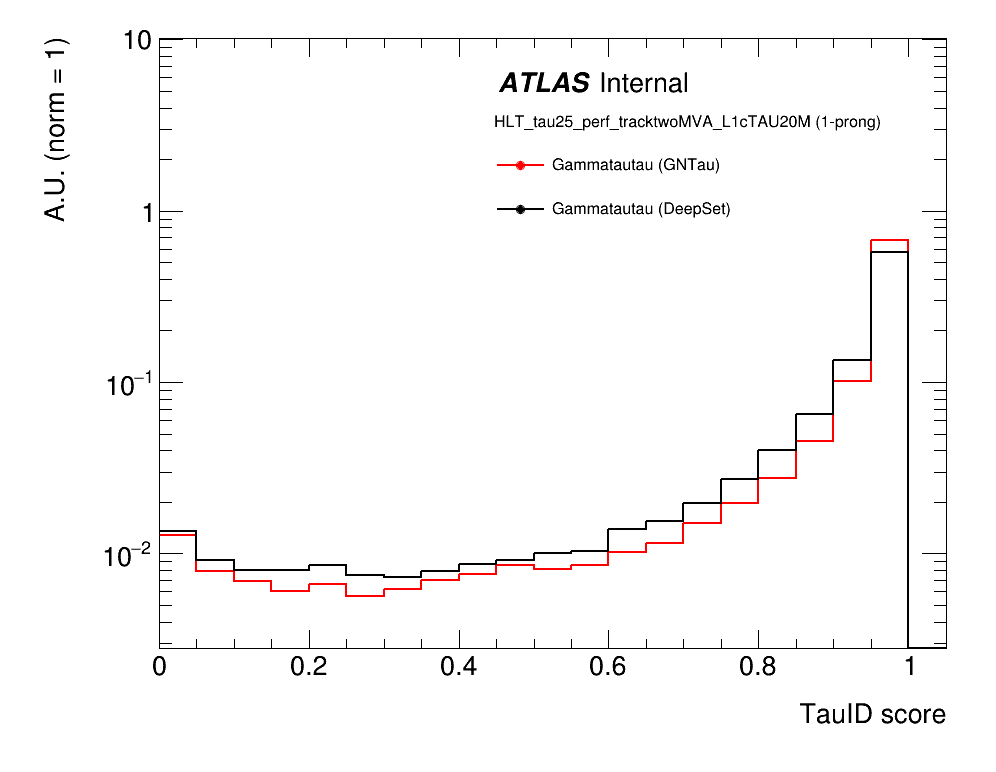 A.U. (norm = 1)
10
1
10⁻¹
10⁻²
ATLAS Internal
HLT_tau25_perf_tracktwoMVA_L1cTAU20M (1-prong)
Gammatautau (GNTau)
Gammatautau (DeepSet)
0 0.2 0.4 0.6 0.8 1
TauID score